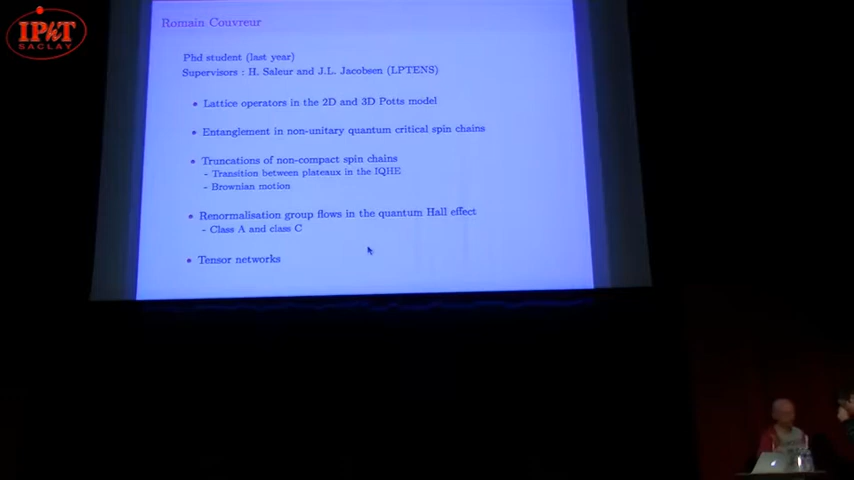 IPhT
SACLAY
Romain Couvreur
Phd student (last year)
Supervisors : H. Saleur and J.L. Jacobsen (LPTENS)
• Lattice operators in the 2D and 3D Potts model
• Entanglement in non-unitary quantum critical spin chains
• Truncations of non-compact spin chains
- Transition between plateaux in the IQHE
- Brownian motion
• Renormalisation group flows in the quantum Hall effect
- Class A and class C
• Tensor networks